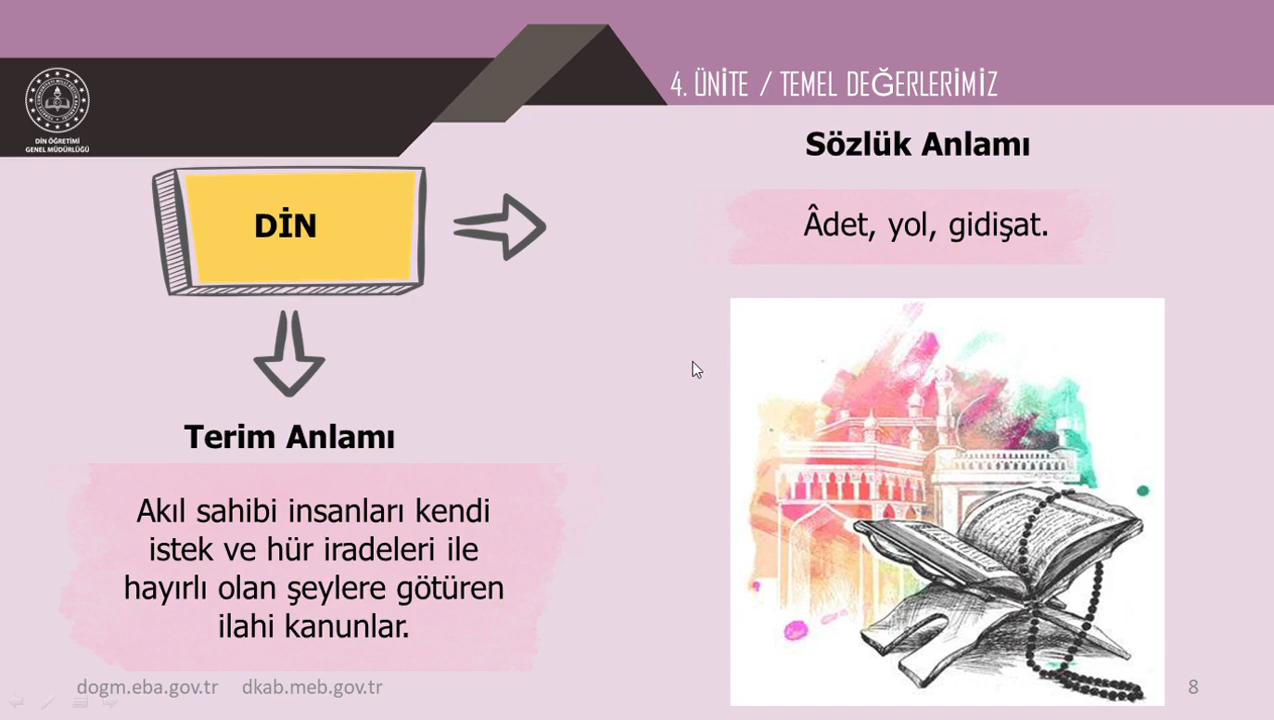 4. ÜNİTE / TEMEL DEĞERLERİMİZ
DİN ÖĞRETİMİ
GENEL MÜDÜRLÜĞÜ
DİN
Sözlük Anlamı
Âdet, yol, gidişat.
Terim Anlamı
Akıl sahibi insanları kendi
istek ve hür iradeleri ile
hayırlı olan şeylere götüren
ilahi kanunlar.
dogm.eba.gov.tr dkab.meb.gov.tr
8